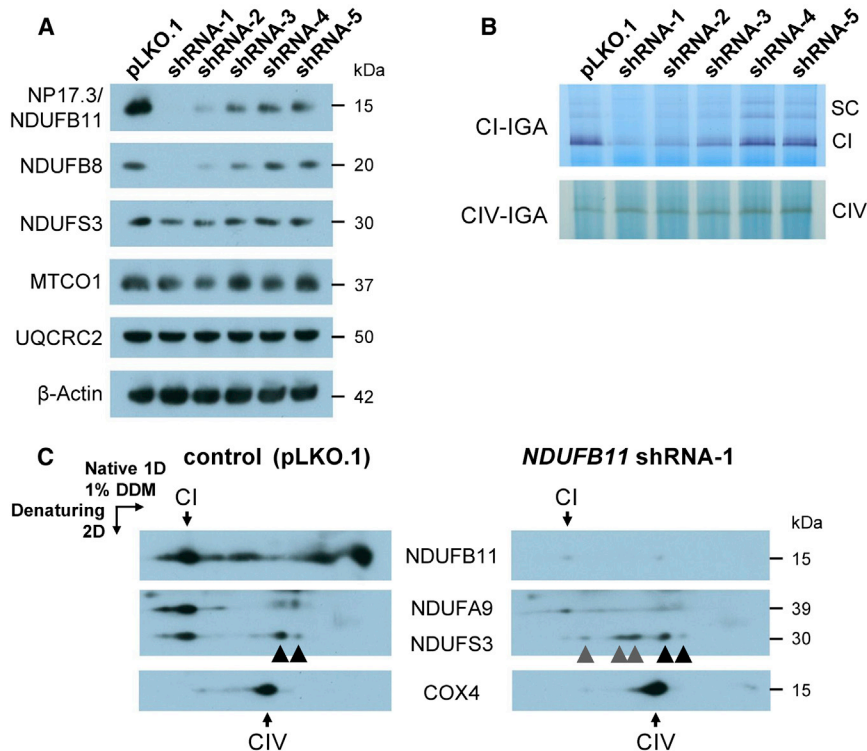 A
pLKO.1 shRNA-1 shRNA-2 shRNA-3 shRNA-4 shRNA-5
kDa
NP17.3/
NDUFB11
15
NDUFB8
20
NDUFS3
30
MTCO1
37
UQCRC2
50
β-Actin
42
B
pLKO.1 shRNA-1 shRNA-2 shRNA-3 shRNA-4 shRNA-5
CI-IGA
SC
CI
CIV-IGA
CIV
C
control (pLKO.1)
NDUFB11 shRNA-1
Native 1D
1% DDM
Denaturing
2D
CI
CI
kDa
NDUFB11
15
NDUFA9
39
NDUFS3
30
COX4
15
CIV
CIV